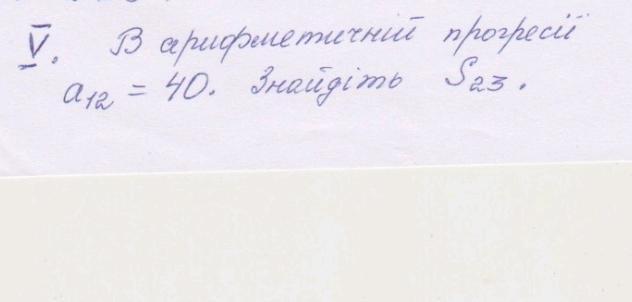 V. В арифметичній прогресії
a₁₂ = 40. Знайдіть S₂₃.